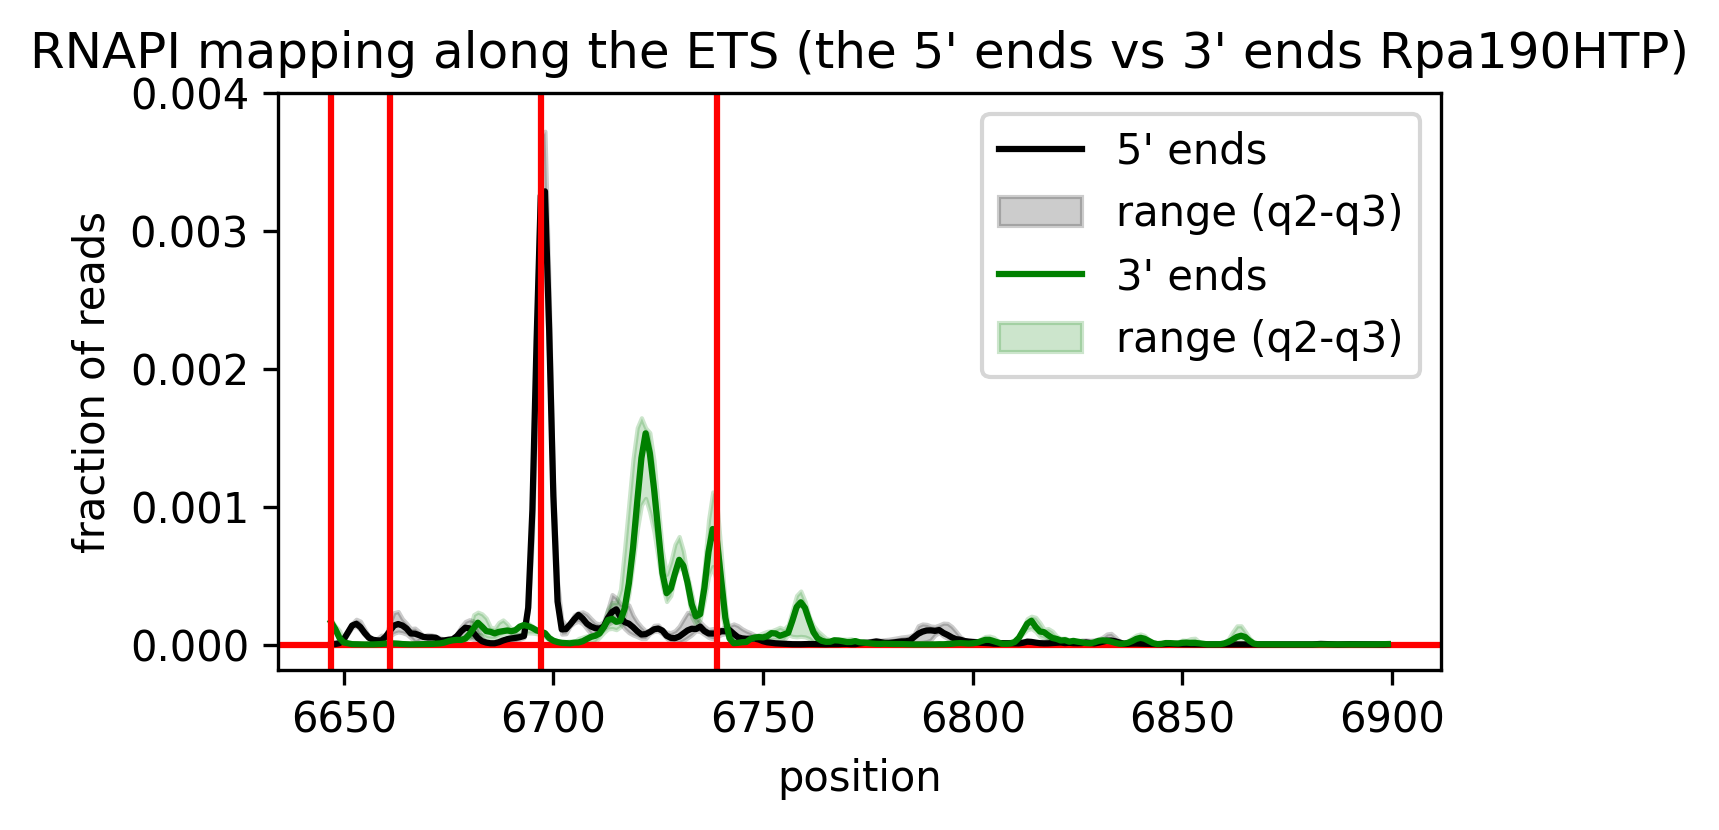 RNAPI mapping along the ETS (the 5' ends vs 3' ends Rpa190HTP)
0.004
0.003
0.002
0.001
0.000
fraction of reads
5' ends
range (q2-q3)
3' ends
range (q2-q3)
6650 6700 6750 6800 6850 6900
position